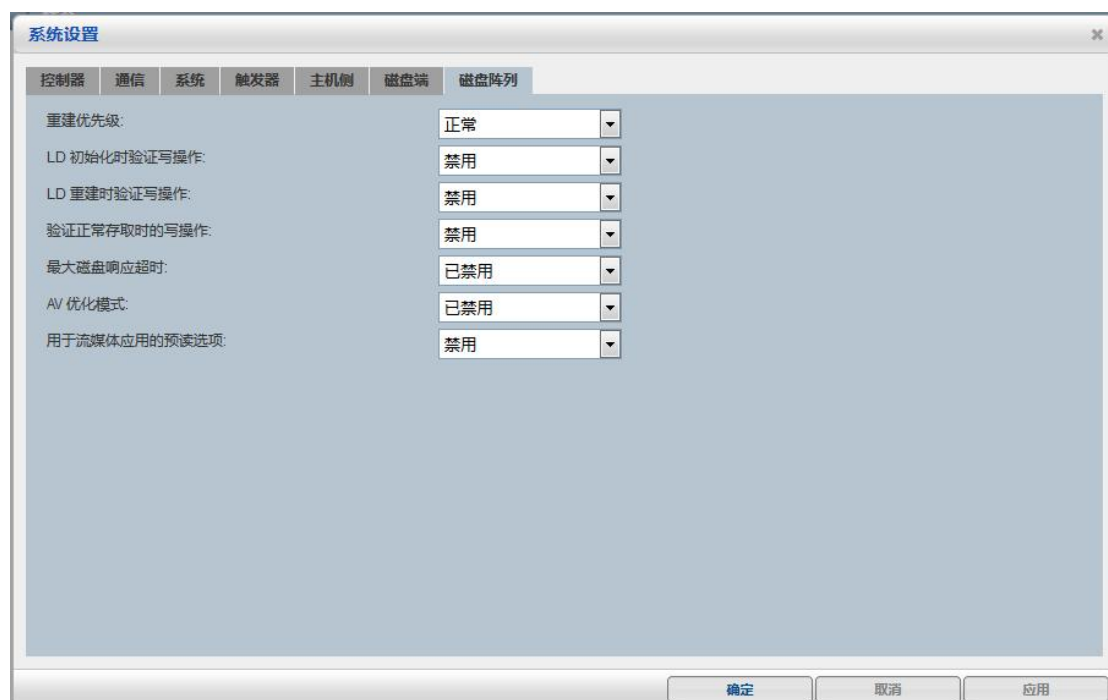 系统设置
控制器 通信 系统 触发器 主机侧 磁盘端 磁盘阵列
重建优先级: 正常
LD 初始化时验证写操作: 禁用
LD 重建时验证写操作: 禁用
验证正常存取时的写操作: 禁用
最大磁盘响应超时: 已禁用
AV 优化模式: 已禁用
用于流媒体应用的预读选项: 禁用
确定 取消 应用